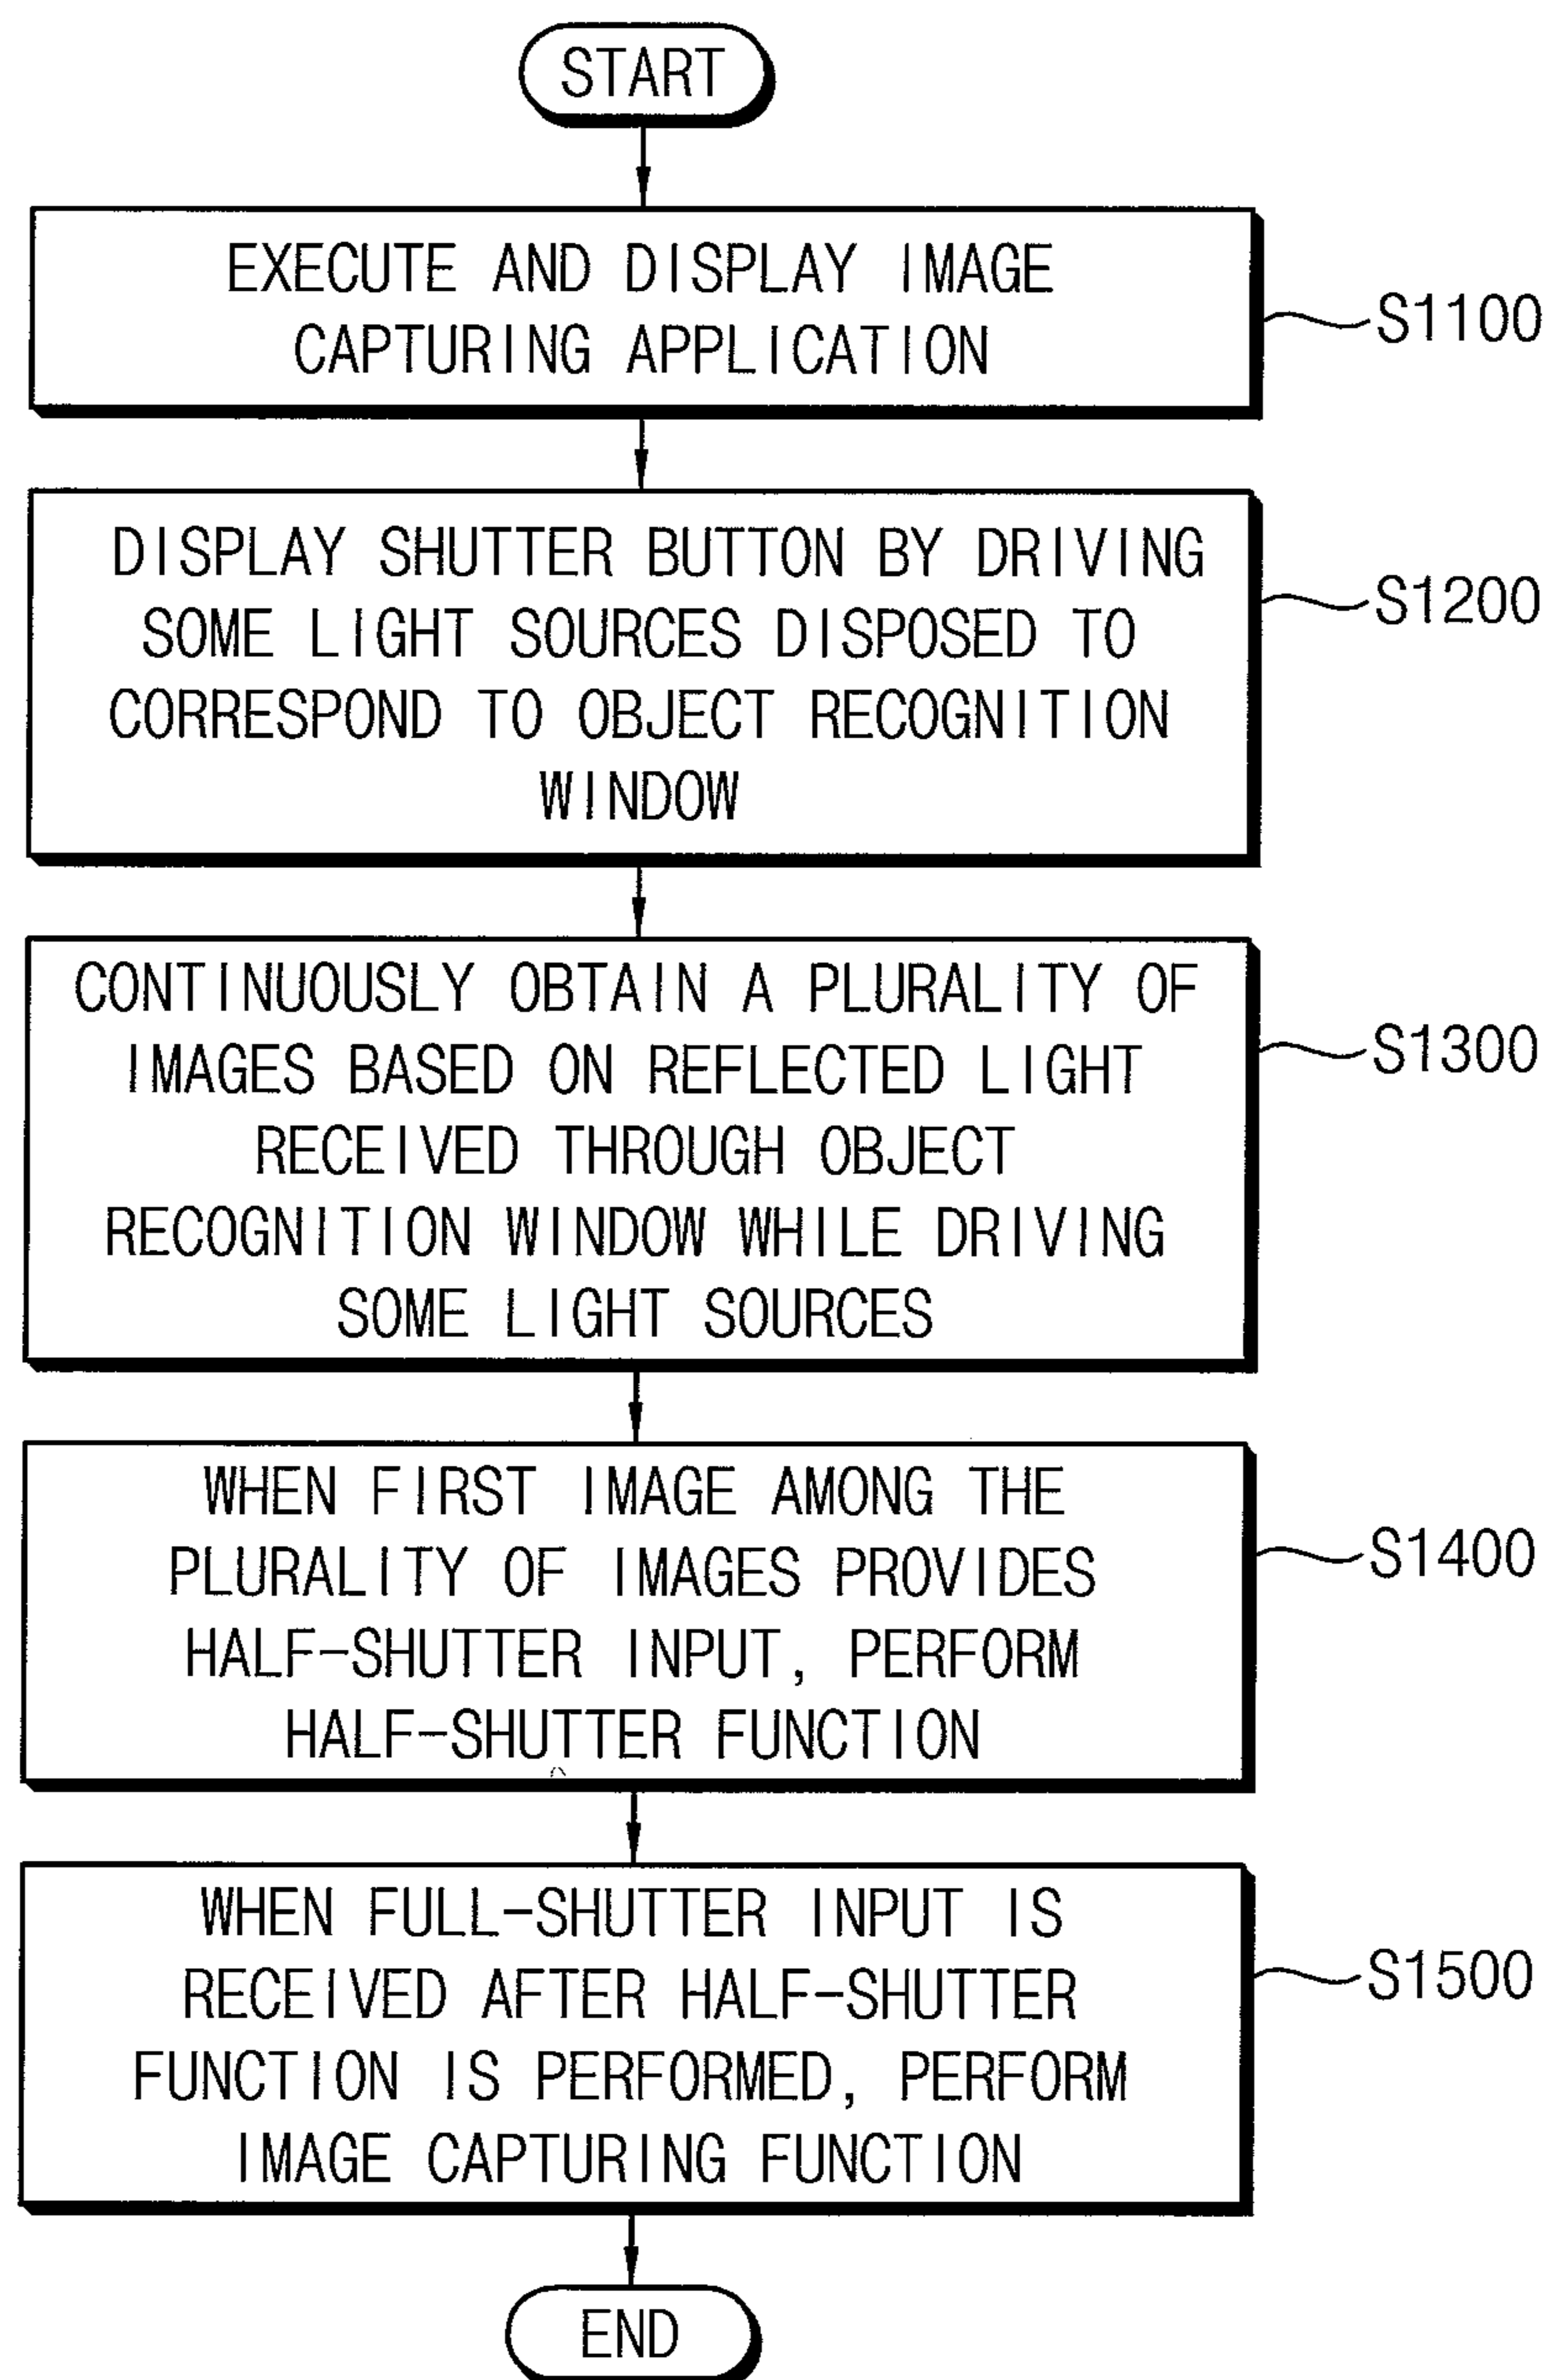 START
EXECUTE AND DISPLAY IMAGE
CAPTURING APPLICATION
S1100
DISPLAY SHUTTER BUTTON BY DRIVING
SOME LIGHT SOURCES DISPOSED TO
CORRESPOND TO OBJECT RECOGNITION
WINDOW
S1200
CONTINUOUSLY OBTAIN A PLURALITY OF
IMAGES BASED ON REFLECTED LIGHT
RECEIVED THROUGH OBJECT
RECOGNITION WINDOW WHILE DRIVING
SOME LIGHT SOURCES
S1300
WHEN FIRST IMAGE AMONG THE
PLURALITY OF IMAGES PROVIDES
HALF-SHUTTER INPUT, PERFORM
HALF-SHUTTER FUNCTION
S1400
WHEN FULL-SHUTTER INPUT IS
RECEIVED AFTER HALF-SHUTTER
FUNCTION IS PERFORMED, PERFORM
IMAGE CAPTURING FUNCTION
S1500
END